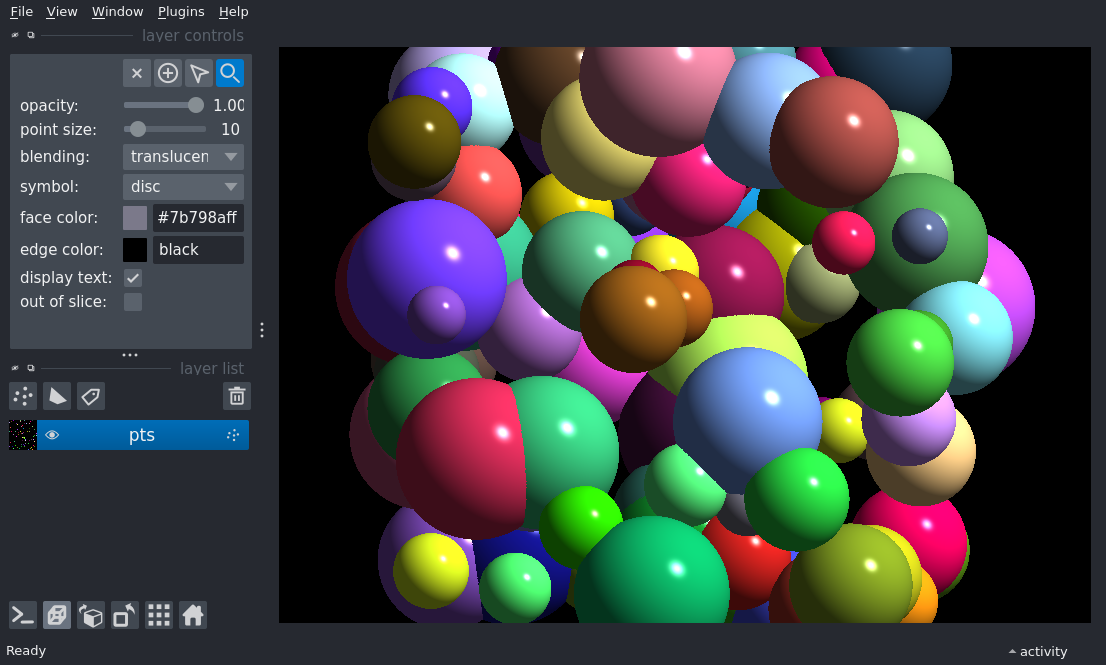 File View Window Plugins Help
layer controls
opacity: 1.00
point size: 10
blending: translucen
symbol: disc
face color: #7b798aff
edge color: black
display text:
out of slice:
layer list
pts
Ready
activity